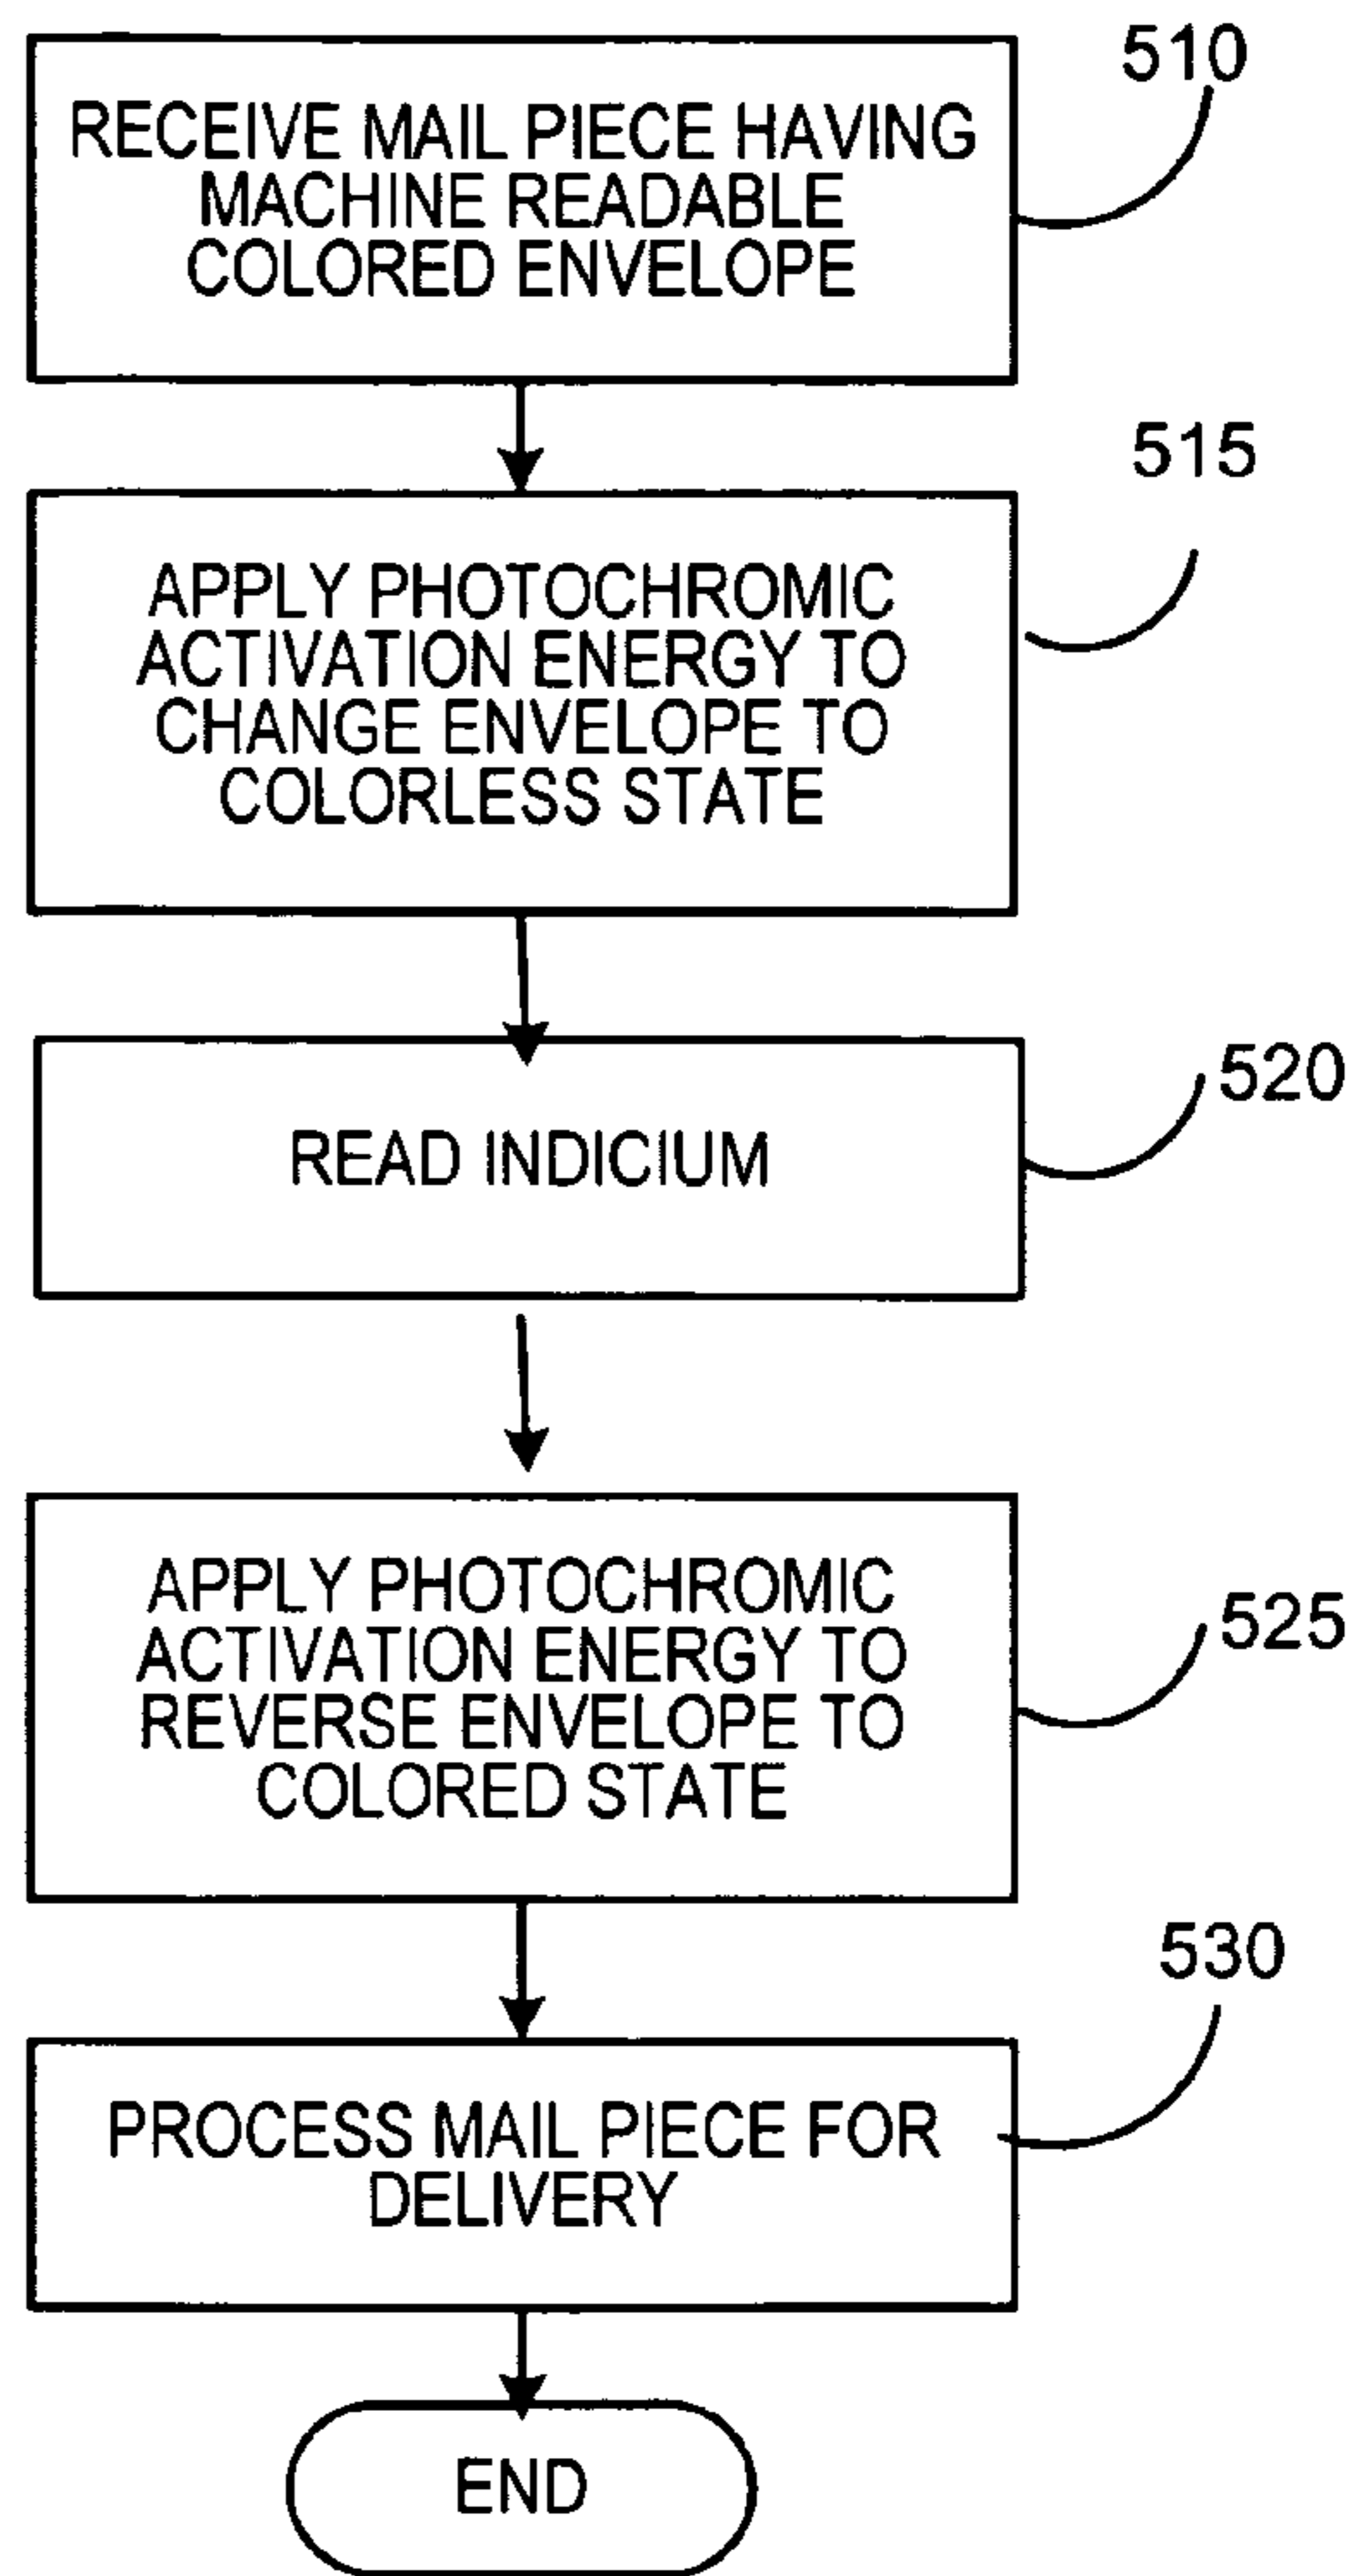 510
RECEIVE MAIL PIECE HAVING
MACHINE READABLE
COLORED ENVELOPE
515
APPLY PHOTOCHROMIC
ACTIVATION ENERGY TO
CHANGE ENVELOPE TO
COLORLESS STATE
520
READ INDICIUM
525
APPLY PHOTOCHROMIC
ACTIVATION ENERGY TO
REVERSE ENVELOPE TO
COLORED STATE
530
PROCESS MAIL PIECE FOR
DELIVERY
END